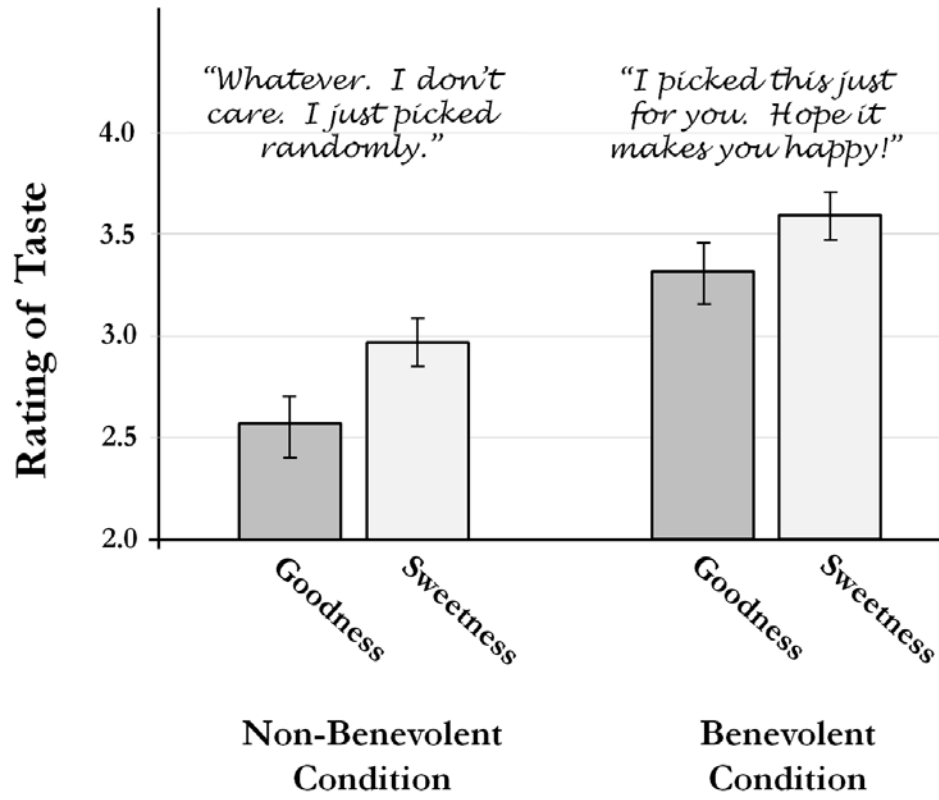 “Whatever. I don’t
care. I just picked
randomly.”
“I picked this just
for you. Hope it
makes you happy!”
Rating of Taste
4.0
3.5
3.0
2.5
2.0
Goodness
Sweetness
Goodness
Sweetness
Non-Benevolent
Condition
Benevolent
Condition